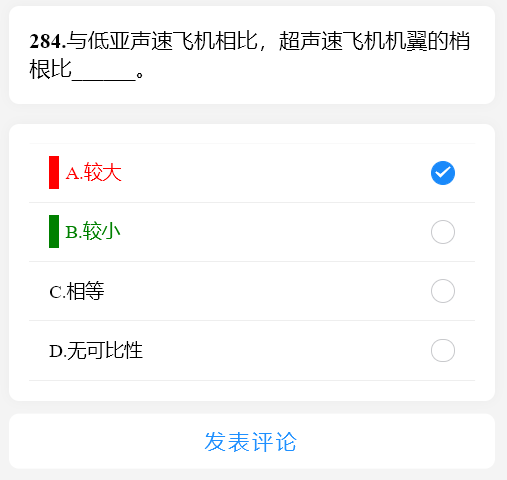 284.与低亚声速飞机相比，超声速飞机机翼的梢
根比______。
A.较大
B.较小
C.相等
D.无可比性
发表评论